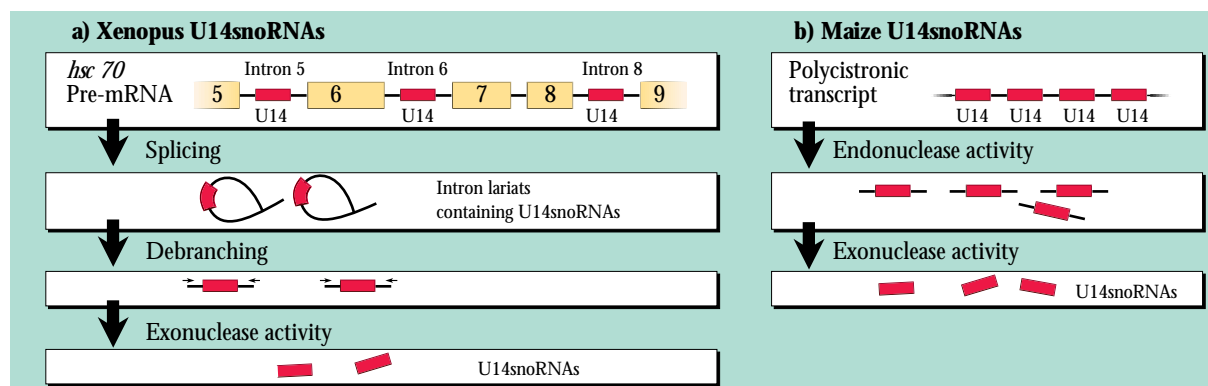 a) Xenopus U14snoRNAs
hsc 70
Pre-mRNA
Intron 5 Intron 6 Intron 8
5 6 7 8 9
U14 U14 U14
Splicing
Intron lariats
containing U14snoRNAs
Debranching
Exonuclease activity
U14snoRNAs
b) Maize U14snoRNAs
Polycistronic
transcript
U14 U14 U14 U14
Endonuclease activity
Exonuclease activity
U14snoRNAs